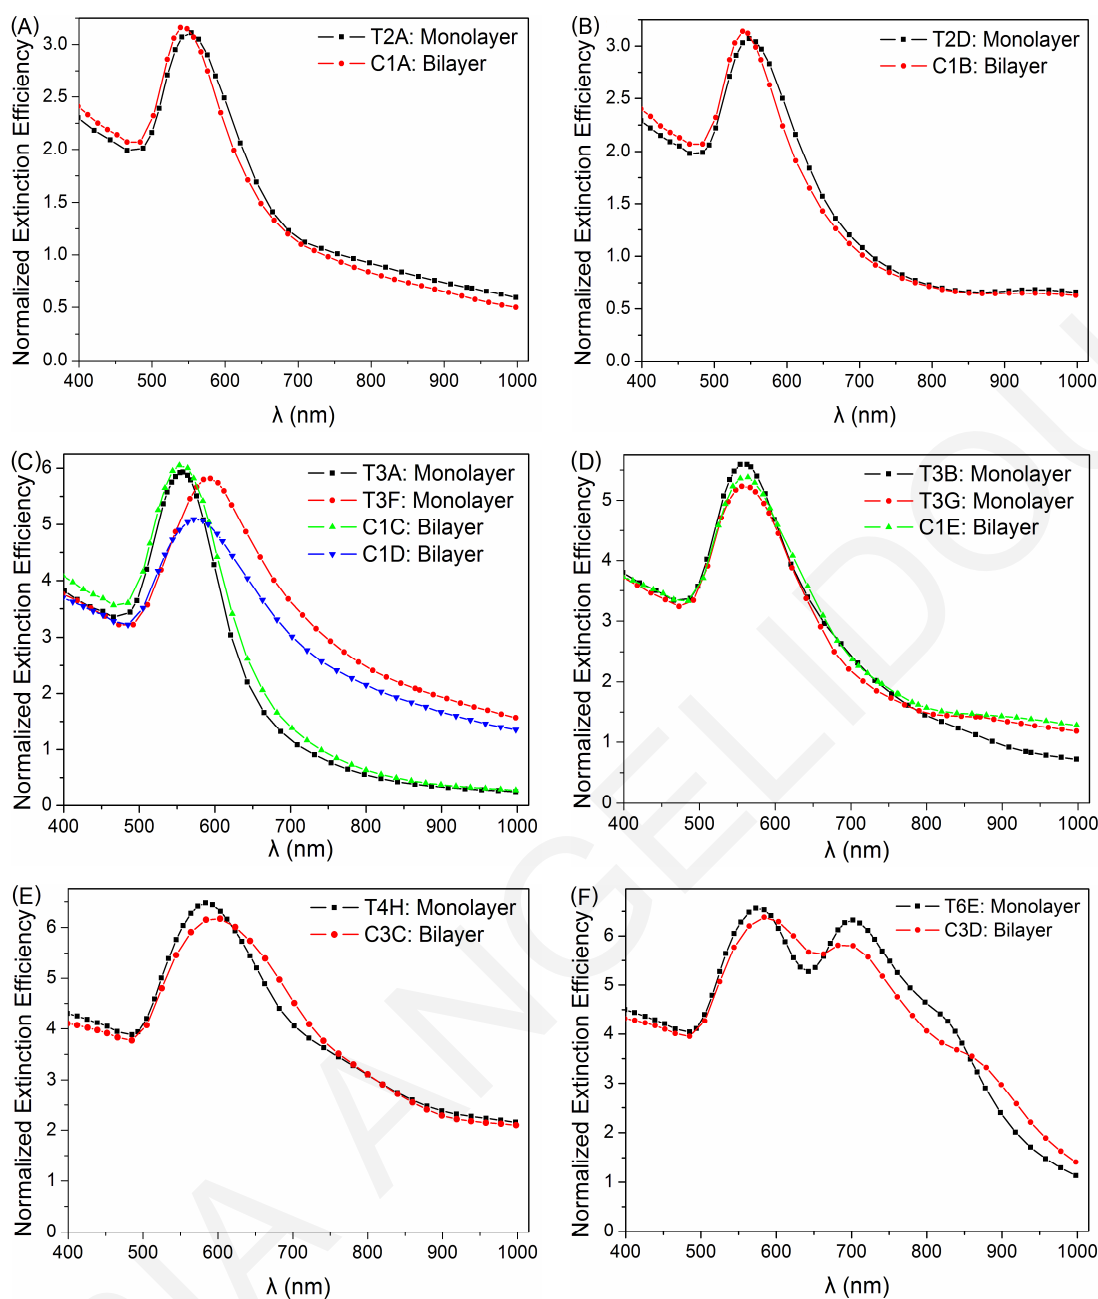 (A)
T2A: Monolayer
C1A: Bilayer
Normalized Extinction Efficiency
3.0
2.5
2.0
1.5
1.0
0.5
0.0
400 500 600 700 800 900 1000
λ (nm)
(B)
T2D: Monolayer
C1B: Bilayer
Normalized Extinction Efficiency
3.0
2.5
2.0
1.5
1.0
0.5
0.0
400 500 600 700 800 900 1000
λ (nm)
(C)
T3A: Monolayer
T3F: Monolayer
C1C: Bilayer
C1D: Bilayer
Normalized Extinction Efficiency
6
5
4
3
2
1
0
400 500 600 700 800 900 1000
λ (nm)
(D)
T3B: Monolayer
T3G: Monolayer
C1E: Bilayer
Normalized Extinction Efficiency
5
4
3
2
1
0
400 500 600 700 800 900 1000
λ (nm)
(E)
T4H: Monolayer
C3C: Bilayer
Normalized Extinction Efficiency
6
5
4
3
2
1
0
400 500 600 700 800 900 1000
λ (nm)
(F)
T6E: Monolayer
C3D: Bilayer
Normalized Extinction Efficiency
6
5
4
3
2
1
0
400 500 600 700 800 900 1000
λ (nm)
ANGELIDOU